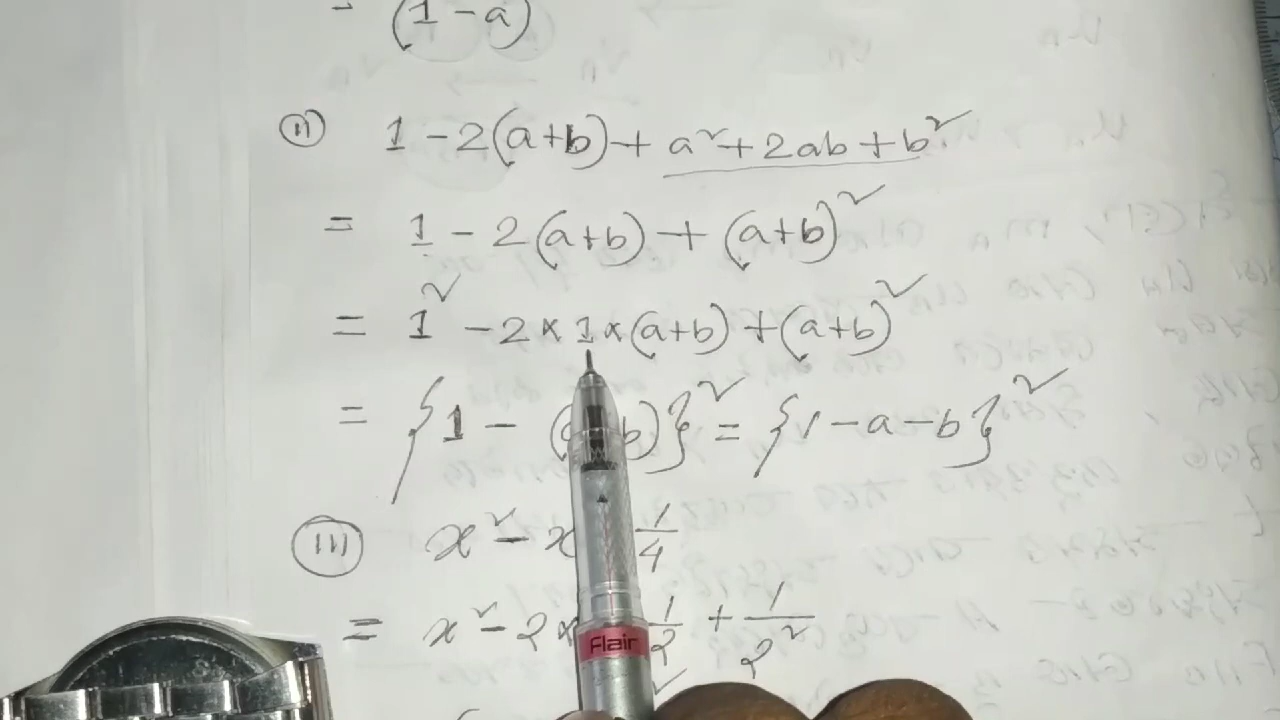 = (1-a)
(ii) 1 - 2(a+b) + a²+2ab+b²
= 1 - 2(a+b) + (a+b)²
= 1² - 2×1×(a+b) + (a+b)²
= {1 - (a b)}² = {1-a-b}²
(iii) x² - x 1/4
= x² - 2× 1/2 + 1/2²
Flair